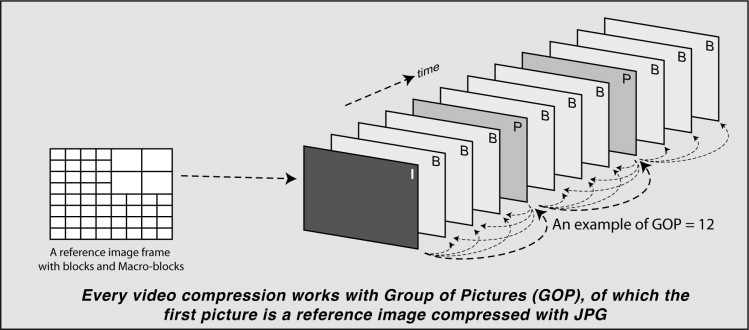 time
I
B
B
B
P
B
B
B
P
B
B
B
A reference image frame
with blocks and Macro-blocks
An example of GOP = 12
Every video compression works with Group of Pictures (GOP), of which the
first picture is a reference image compressed with JPG